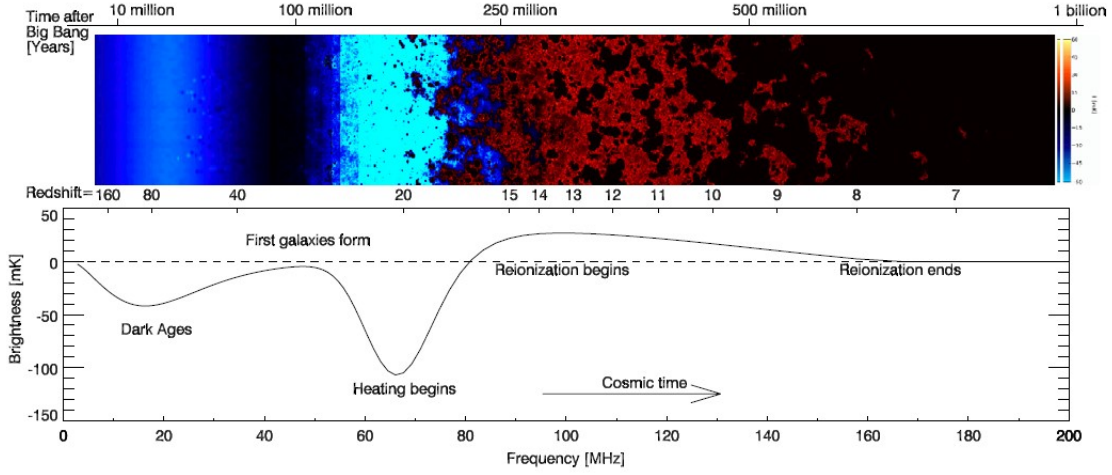 Time after 10 million 100 million 250 million 500 million 1 billion
Big Bang
[Years]
Redshift= 160 80 40 20 15 14 13 12 11 10 9 8 7
50
First galaxies form
0
Reionization begins Reionization ends
Brightness [mK]
-50
Dark Ages
-100
Heating begins
Cosmic time
-150
0 20 40 60 80 100 120 140 160 180 200
Frequency [MHz]